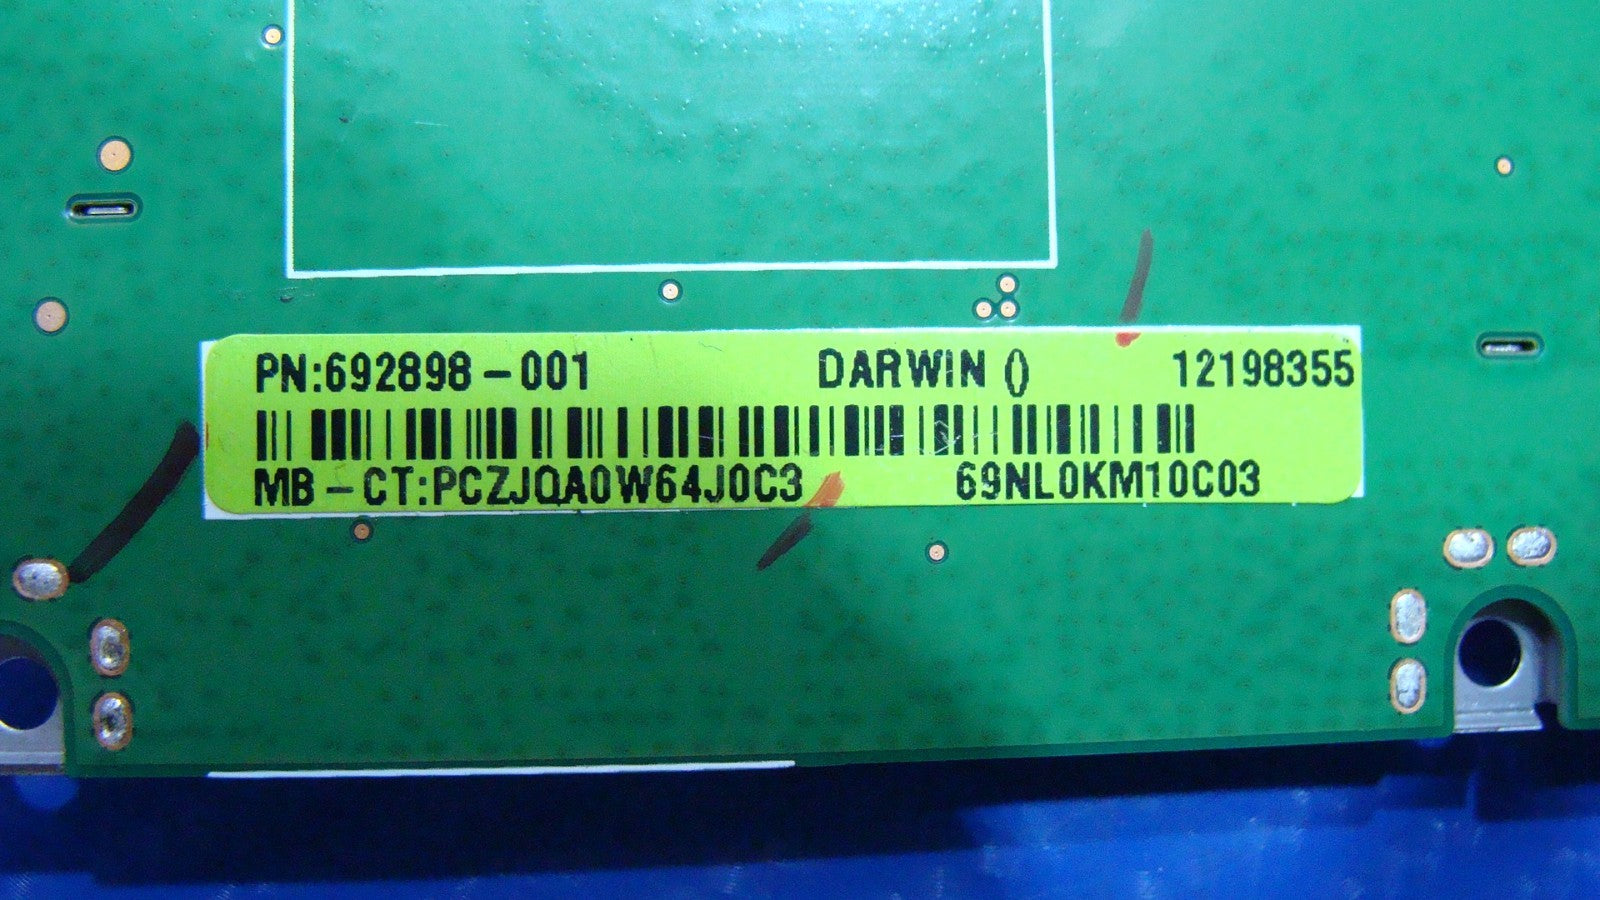 PN:692898-001 DARWIN () 12198355
MB-CT:PCZJQA0W64J0C3 69NL0KM10C03